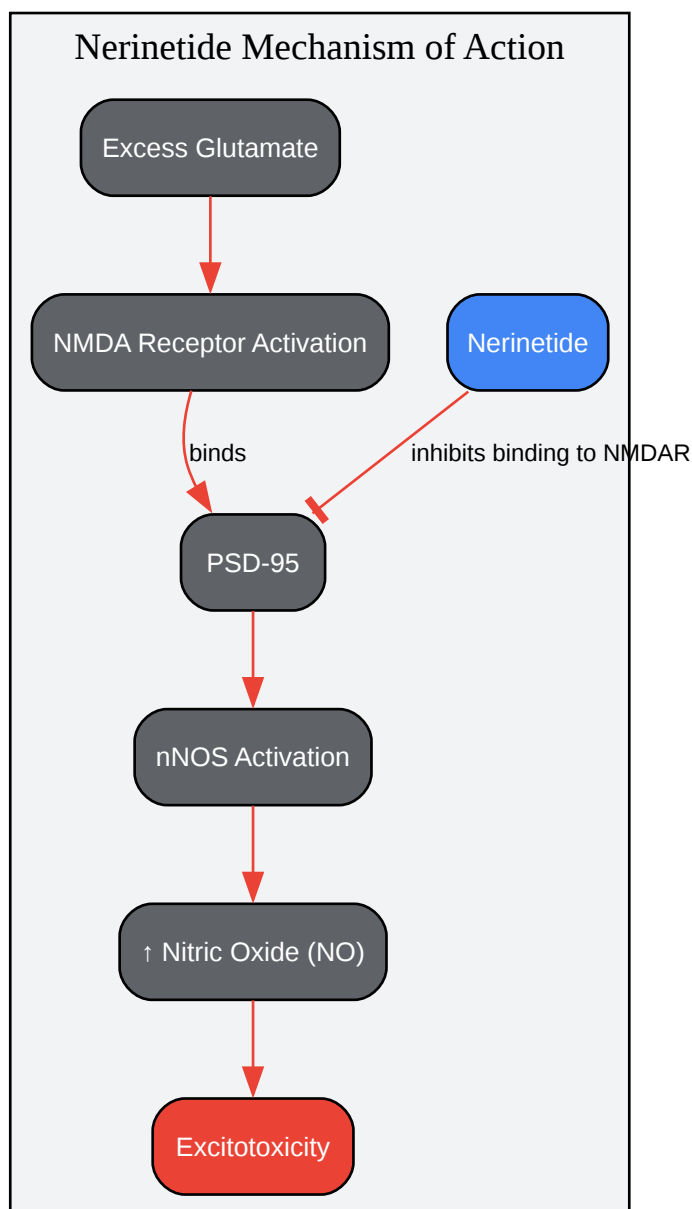 Nerinetide Mechanism of Action
Excess Glutamate
NMDA Receptor Activation
Nerinetide
binds
inhibits binding to NMDAR
PSD-95
nNOS Activation
↑ Nitric Oxide (NO)
Excitotoxicity